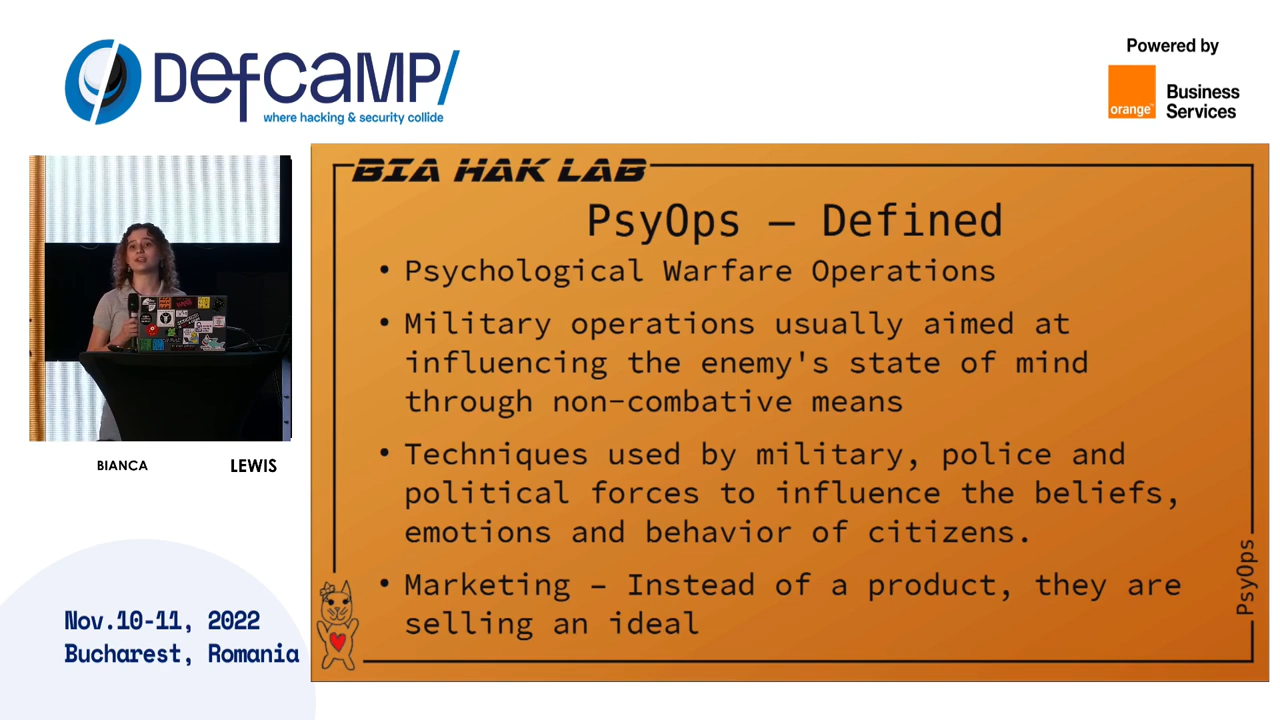 DefCamp/
where hacking & security collide
Powered by
orange™
Business
Services
BIA HAK LAB
PsyOps – Defined
• Psychological Warfare Operations
• Military operations usually aimed at
influencing the enemy's state of mind
through non-combative means
• Techniques used by military, police and
political forces to influence the beliefs,
emotions and behavior of citizens.
• Marketing – Instead of a product, they are
selling an ideal
PsyOps
BIANCA LEWIS
Nov.10-11, 2022
Bucharest, Romania